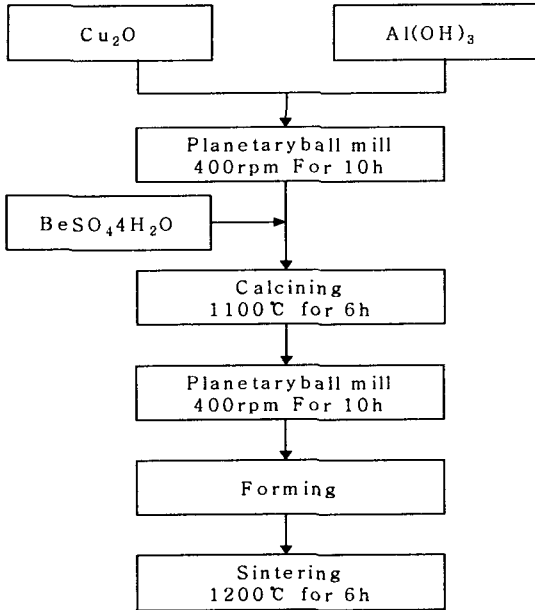 Cu₂O
Al(OH)₃
Planetaryball mill
400rpm For 10h
BeSO₄4H₂O
Calcining
1100℃ for 6h
Planetaryball mill
400rpm For 10h
Forming
Sintering
1200℃ for 6h